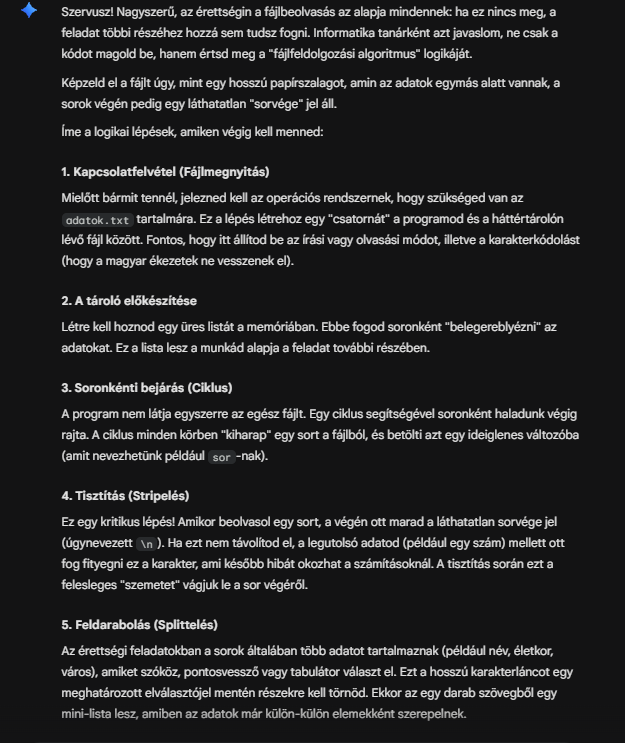 Szervusz! Nagyszerű, az érettségin a fájlbeolvasás az alapja mindennek: ha ez nincs meg, a
feladat többi részéhez hozzá sem tudsz fogni. Informatika tanárként azt javaslom, ne csak a
kódot magold be, hanem értsd meg a "fájlfeldolgozási algoritmus" logikáját.
Képzeld el a fájlt úgy, mint egy hosszú papírszalagot, amin az adatok egymás alatt vannak, a
sorok végén pedig egy láthatatlan "sorvége" jel áll.
Íme a logikai lépések, amiken végig kell menned:
1. Kapcsolatfelvétel (Fájlmegnyitás)
Mielőtt bármit tennél, jelezned kell az operációs rendszernek, hogy szükséged van az
adatok.txt tartalmára. Ez a lépés létrehoz egy "csatornát" a programod és a háttértárolón
lévő fájl között. Fontos, hogy itt állítod be az írási vagy olvasási módot, illetve a karakterkódolást
(hogy a magyar ékezetek ne vesszenek el).
2. A tároló előkészítése
Létre kell hoznod egy üres listát a memóriában. Ebbe fogod soronként "belegereblyézni" az
adatokat. Ez a lista lesz a munkád alapja a feladat további részében.
3. Soronkénti bejárás (Ciklus)
A program nem látja egyszerre az egész fájlt. Egy ciklus segítségével soronként haladunk végig
rajta. A ciklus minden körben "kiharap" egy sort a fájlból, és betölti azt egy ideiglenes változóba
(amit nevezhetünk például sor-nak).
4. Tisztítás (Stripelés)
Ez egy kritikus lépés! Amikor beolvasol egy sort, a végén ott marad a láthatatlan sorvége jel
(úgynevezett \n). Ha ezt nem távolítod el, a legutolsó adatod (például egy szám) mellett ott
fog fityegni ez a karakter, ami később hibát okozhat a számításoknál. A tisztítás során ezt a
felesleges "szemetet" vágjuk le a sor végéről.
5. Feldarabolás (Splittelés)
Az érettségi feladatokban a sorok általában több adatot tartalmaznak (például név, életkor,
város), amiket szóköz, pontosvessző vagy tabulátor választ el. Ezt a hosszú karakterláncot egy
meghatározott elválasztójel mentén részekre kell törnöd. Ekkor az egy darab szövegből egy
mini-lista lesz, amiben az adatok már külön-külön elemekként szerepelnek.